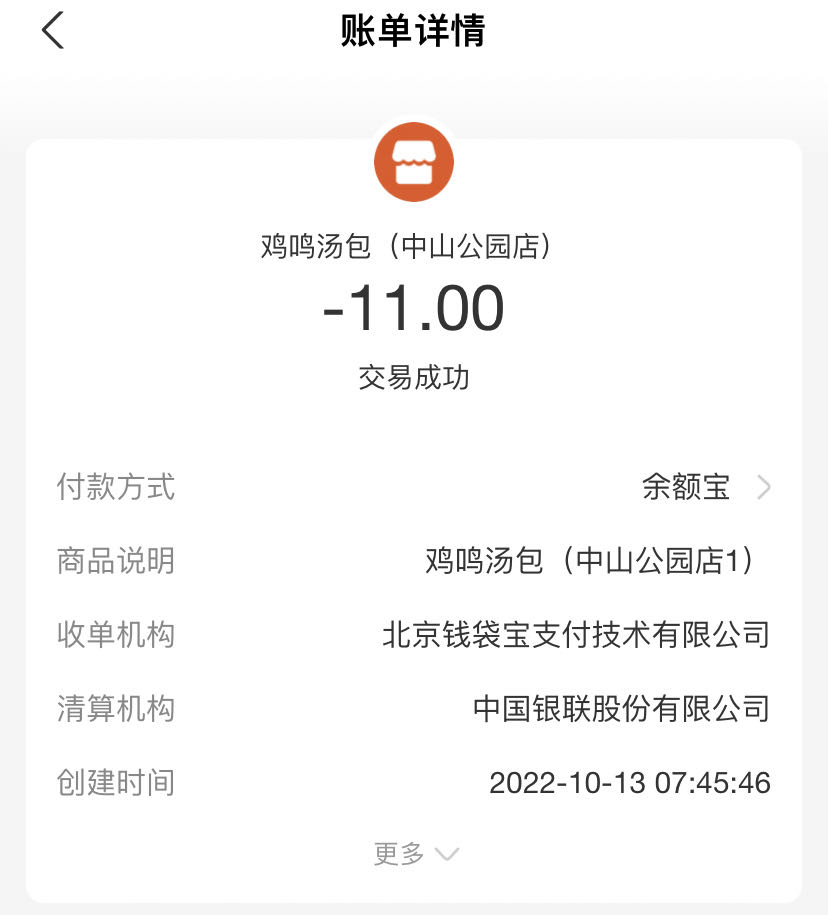 账单详情
鸡鸣汤包（中山公园店）
-11.00
交易成功
付款方式 余额宝
商品说明 鸡鸣汤包（中山公园店1）
收单机构 北京钱袋宝支付技术有限公司
清算机构 中国银联股份有限公司
创建时间 2022-10-13 07:45:46
更多